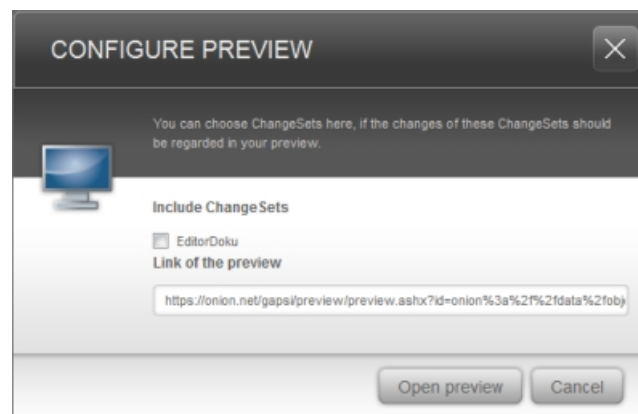 CONFIGURE PREVIEW
You can choose ChangeSets here, if the changes of these ChangeSets should
be regarded in your preview.
Include ChangeSets
EditorDoku
Link of the preview
https://onion.net/gapsi/preview/preview.ashx?id=onion%3a%2f%2fdata%2fobj
Open preview
Cancel